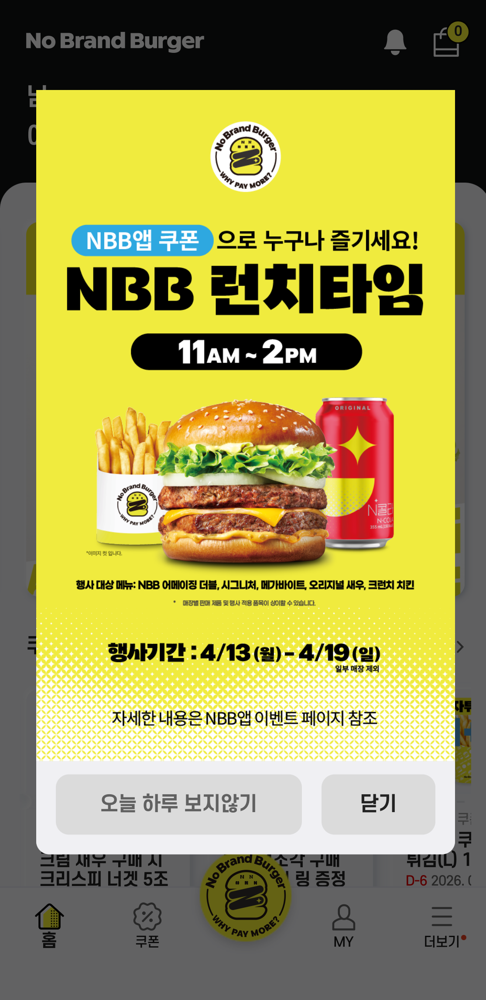 No Brand Burger
0
No Brand Burger
WHY PAY MORE?
NBB앱 쿠폰으로 누구나 즐기세요!
NBB 런치타임
11AM ~ 2PM
ORIGINAL
No Brand Burger
WHY PAY MORE?
N콜라
N·COLA
355 mL
*이미지 컷 입니다.
행사 대상 메뉴: NBB 어메이징 더블, 시그니처, 메가바이트, 오리지널 새우, 크런치 치킨
* 매장별 판매 제품 및 행사 적용 품목이 상이할 수 있습니다.
행사기간 : 4/13 (월) – 4/19 (일)
일부 매장 제외
자세한 내용은 NBB앱 이벤트 페이지 참조
오늘 하루 보지않기
닫기
크림 새우 구매 시
크리스피 너겟 5조
조각 구매
링 증정
튀김(L) 1
D-6 2026.
No Brand Burger
WHY PAY MORE?
홈
쿠폰
MY
더보기